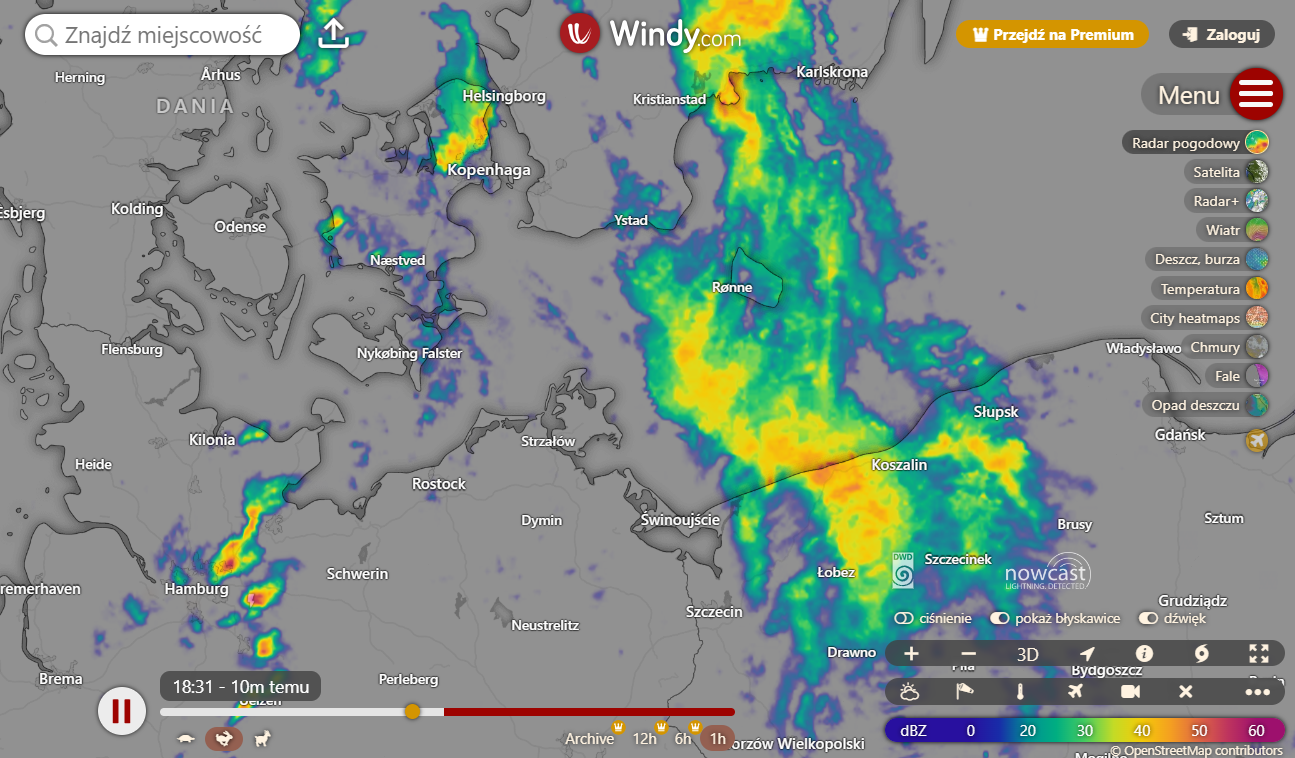 Znajdź miejscowość
Windy.com
Przejdź na Premium
Zaloguj
Herning
Århus
DANIA
Helsingborg
Kristianstad
Karlskrona
Menu
Radar pogodowy
Kopenhaga
Satelita
Radar+
Esbjerg
Kolding
Odense
Ystad
Wiatr
Næstved
Deszcz, burza
Rønne
Temperatura
City heatmaps
Flensburg
Nykøbing Falster
Władysławo
Chmury
Fale
Słupsk
Opad deszczu
Kilonia
Strzałów
Gdańsk
Heide
Koszalin
Rostock
Dymin
Świnoujście
Brusy
Sztum
DWD
Szczecinek
Schwerin
Łobez
nowcast
LIGHTNING. DETECTED.
remerhaven
Hamburg
Szczecin
Grudziądz
Neustrelitz
ciśnienie
pokaż błyskawice
dźwięk
Drawno
+
−
3D
Piła
Bydgoszcz
Brema
Perleberg
18:31 - 10m temu
Uelzen
Archive
12h
6h
1h
orzów Wielkopolski
dBZ
0
20
30
40
50
60
© OpenStreetMap contributors